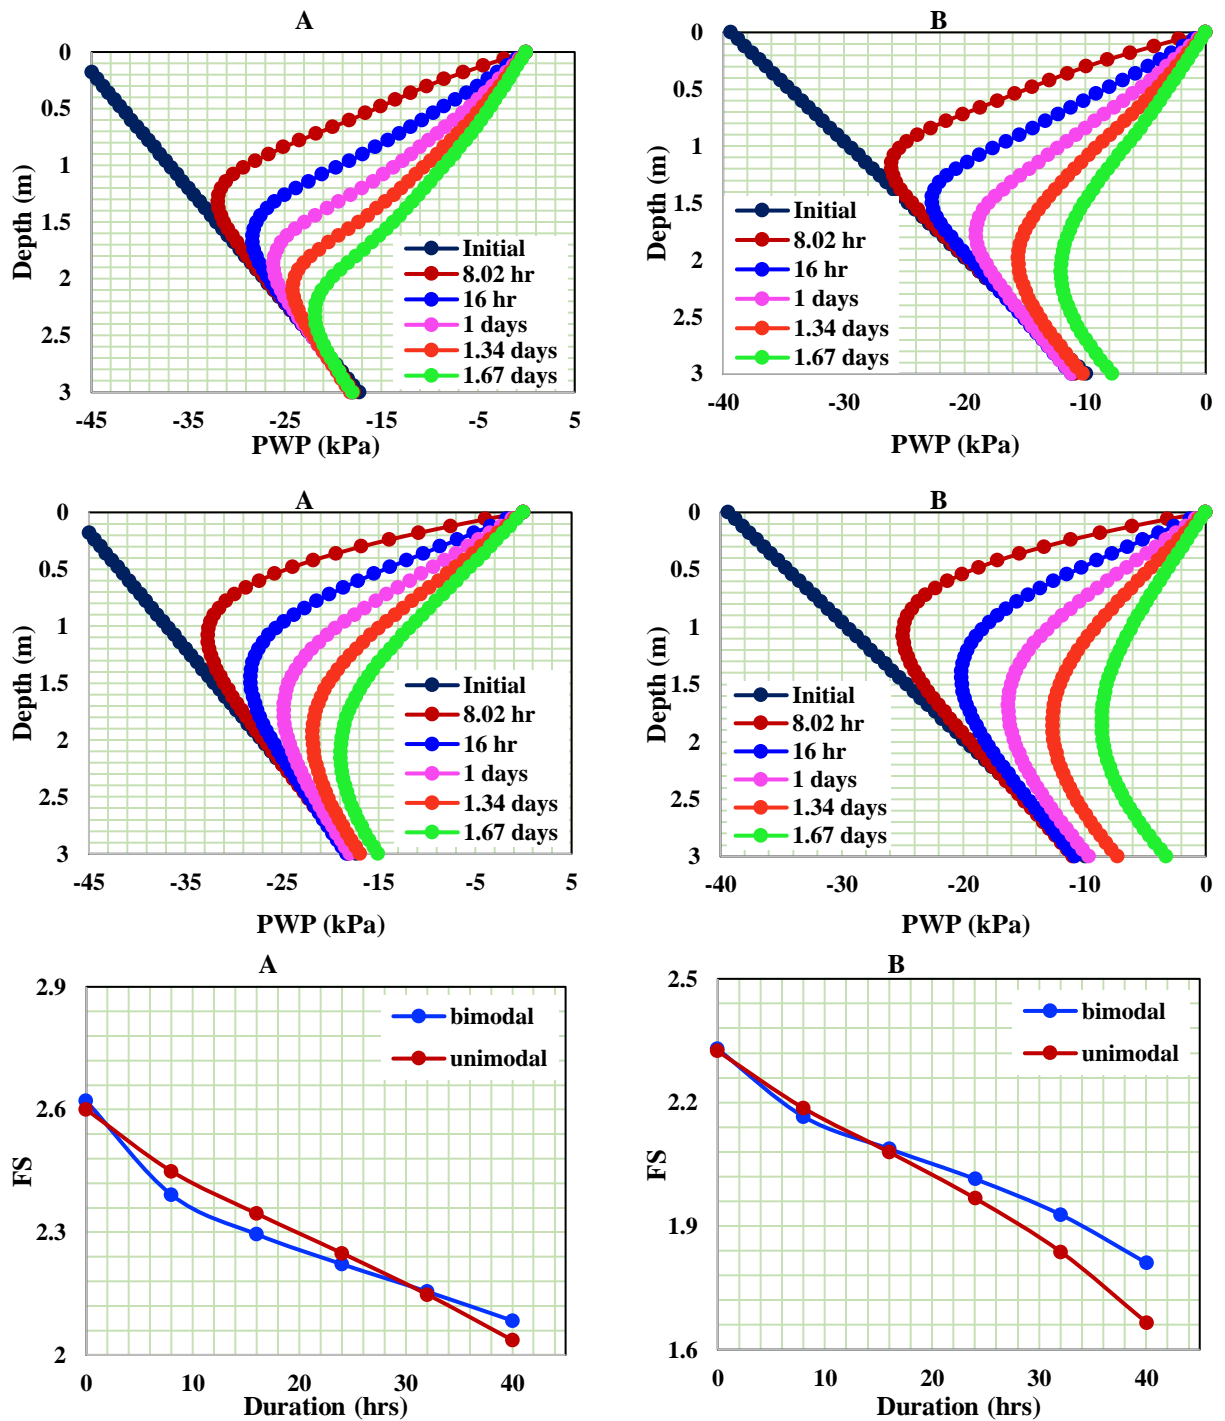 A
0
0.5
1
1.5
2
2.5
3
Depth (m)
-45
-35
-25
-15
-5
5
PWP (kPa)
Initial
8.02 hr
16 hr
1 days
1.34 days
1.67 days
B
0
0.5
1
1.5
2
2.5
3
Depth (m)
-40
-30
-20
-10
0
PWP (kPa)
Initial
8.02 hr
16 hr
1 days
1.34 days
1.67 days
A
0
0.5
1
1.5
2
2.5
3
Depth (m)
-45
-35
-25
-15
-5
5
PWP (kPa)
Initial
8.02 hr
16 hr
1 days
1.34 days
1.67 days
B
0
0.5
1
1.5
2
2.5
3
Depth (m)
-40
-30
-20
-10
0
PWP (kPa)
Initial
8.02 hr
16 hr
1 days
1.34 days
1.67 days
A
2.9
2.6
2.3
2
FS
0
10
20
30
40
Duration (hrs)
bimodal
unimodal
B
2.5
2.2
1.9
1.6
FS
0
10
20
30
40
Duration (hrs)
bimodal
unimodal